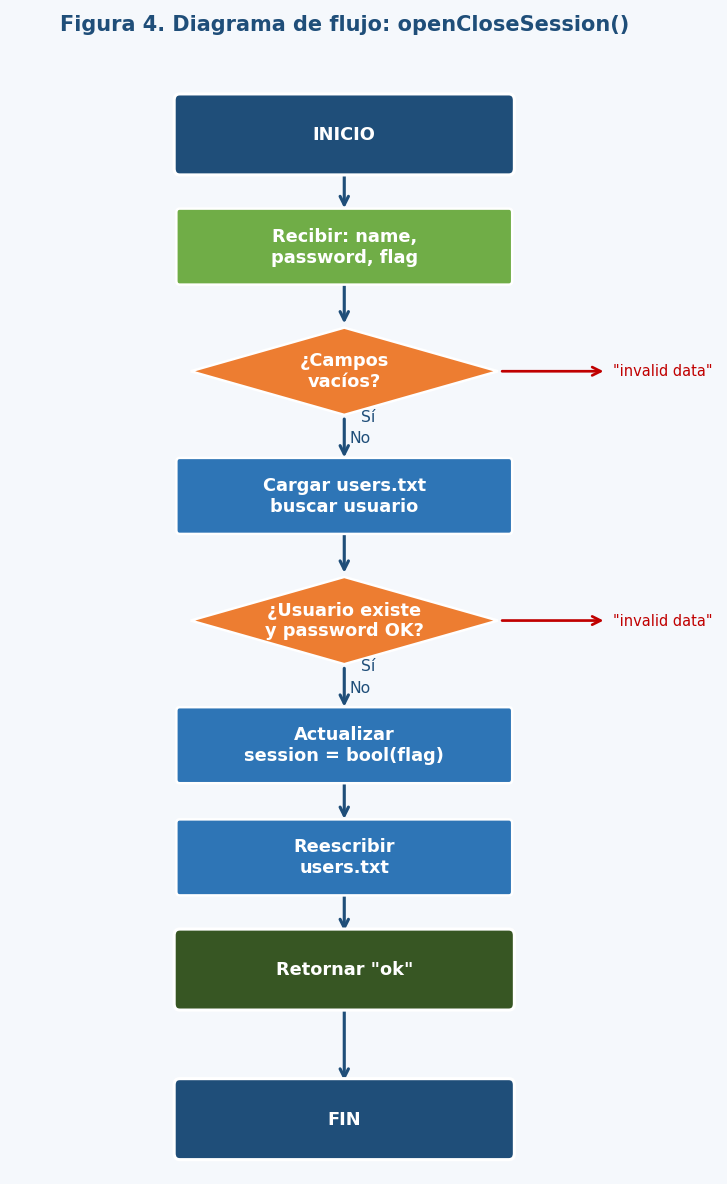 Figura 4. Diagrama de flujo: openCloseSession()
INICIO
Recibir: name,
password, flag
¿Campos
vacíos?
"invalid data"
Sí
No
Cargar users.txt
buscar usuario
¿Usuario existe
y password OK?
"invalid data"
Sí
No
Actualizar
session = bool(flag)
Reescribir
users.txt
Retornar "ok"
FIN